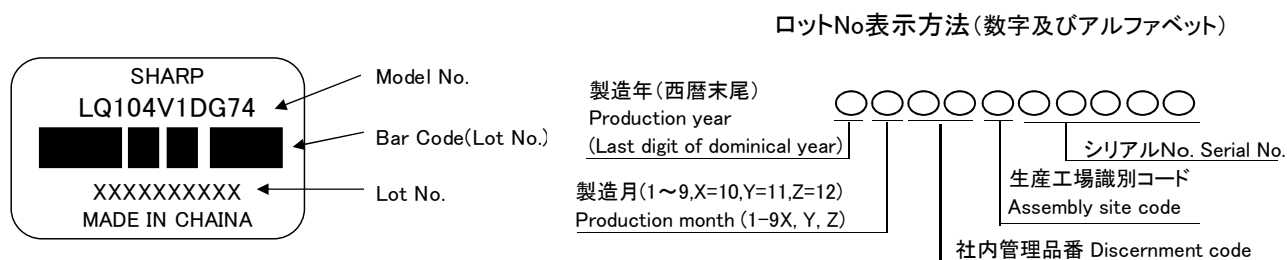 ロットNo表示方法(数字及びアルファベット)
SHARP
LQ104V1DG74
XXXXXXXXXX
MADE IN CHAINA
Model No.
Bar Code(Lot No.)
Lot No.
製造年(西暦末尾)
Production year
(Last digit of dominical year)
製造月(1~9,X=10,Y=11,Z=12)
Production month (1-9X, Y, Z)
シリアルNo. Serial No.
生産工場識別コード
Assembly site code
社内管理品番 Discernment code